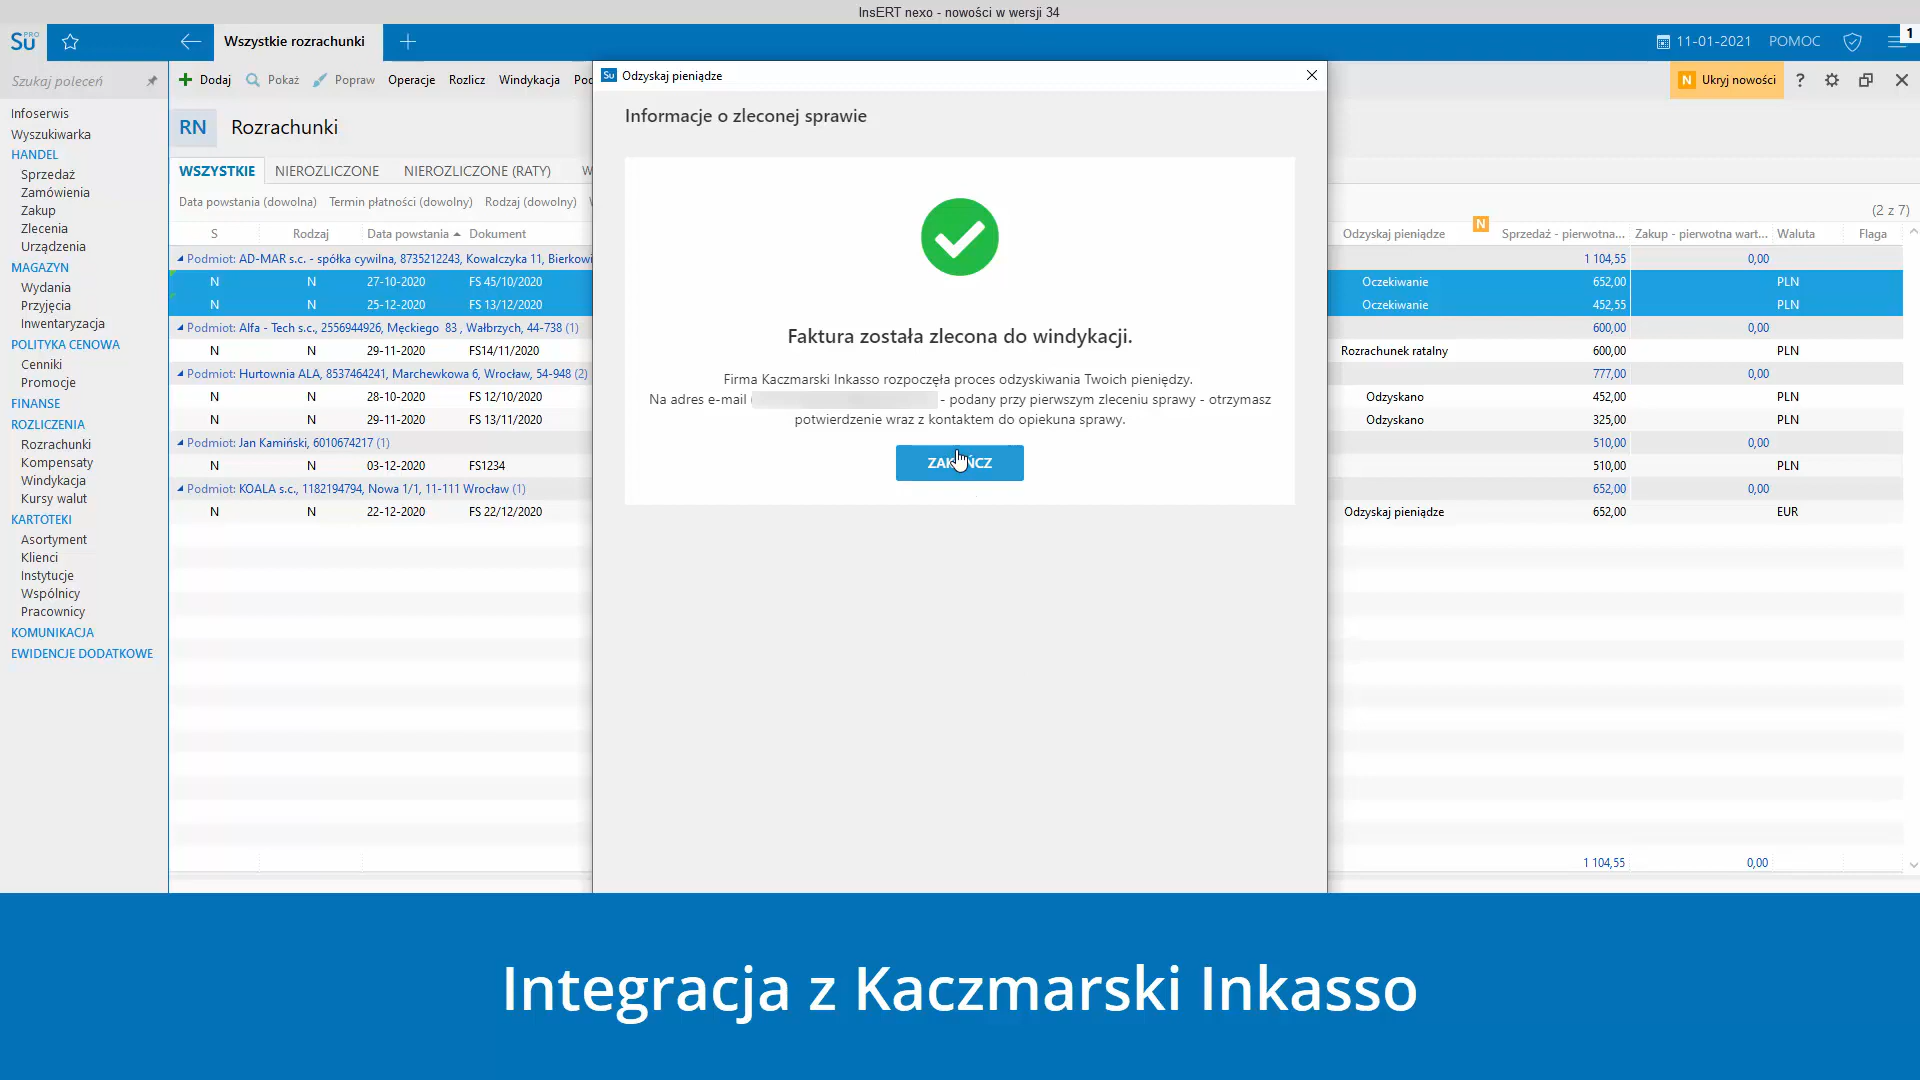 InsERT nexo - nowości w wersji 34
Su PRO
Wszystkie rozrachunki
11-01-2021 POMOC 1
Szukaj poleceń
Dodaj Pokaż Popraw Operacje Rozlicz Windykacja
N Ukryj nowości ?
Su Odzyskaj pieniądze
Infoserwis
Wyszukiwarka
HANDEL
Sprzedaż
Zamówienia
Zakup
Zlecenia
Urządzenia
MAGAZYN
Wydania
Przyjęcia
Inwentaryzacja
POLITYKA CENOWA
Cenniki
Promocje
FINANSE
ROZLICZENIA
Rozrachunki
Kompensaty
Windykacja
Kursy walut
KARTOTEKI
Asortyment
Klienci
Instytucje
Wspólnicy
Pracownicy
KOMUNIKACJA
EWIDENCJE DODATKOWE
RN Rozrachunki
WSZYSTKIE NIEROZLICZONE NIEROZLICZONE (RATY)
Data powstania (dowolna) Termin płatności (dowolny) Rodzaj (dowolny)
(2 z 7)
S Rodzaj Data powstania Dokument Odzyskaj pieniądze N Sprzedaż - pierwotna... Zakup - pierwotna wart... Waluta Flaga
Podmiot: AD-MAR s.c. - spółka cywilna, 8735212243, Kowalczyka 11, Bierkowi 1 104,55 0,00
N N 27-10-2020 FS 45/10/2020 Oczekiwanie 652,00 PLN
N N 25-12-2020 FS 13/12/2020 Oczekiwanie 452,55 PLN
Podmiot: Alfa - Tech s.c., 2556944926, Męckiego 83 , Wałbrzych, 44-738 (1) 600,00 0,00
N N 29-11-2020 FS14/11/2020 Rozrachunek ratalny 600,00 PLN
Podmiot: Hurtownia ALA, 8537464241, Marchewkowa 6, Wrocław, 54-948 (2) 777,00 0,00
N N 28-10-2020 FS 12/10/2020 Odzyskano 452,00 PLN
N N 29-11-2020 FS 13/11/2020 Odzyskano 325,00 PLN
Podmiot: Jan Kamiński, 6010674217 (1) 510,00 0,00
N N 03-12-2020 FS1234 510,00 PLN
Podmiot: KOALA s.c., 1182194794, Nowa 1/1, 11-111 Wrocław (1) 652,00 0,00
N N 22-12-2020 FS 22/12/2020 Odzyskaj pieniądze 652,00 EUR
1 104,55 0,00
Informacje o zleconej sprawie
Faktura została zlecona do windykacji.
Firma Kaczmarski Inkasso rozpoczęła proces odzyskiwania Twoich pieniędzy.
Na adres e-mail - podany przy pierwszym zleceniu sprawy - otrzymasz
potwierdzenie wraz z kontaktem do opiekuna sprawy.
ZAKOŃCZ
Integracja z Kaczmarski Inkasso